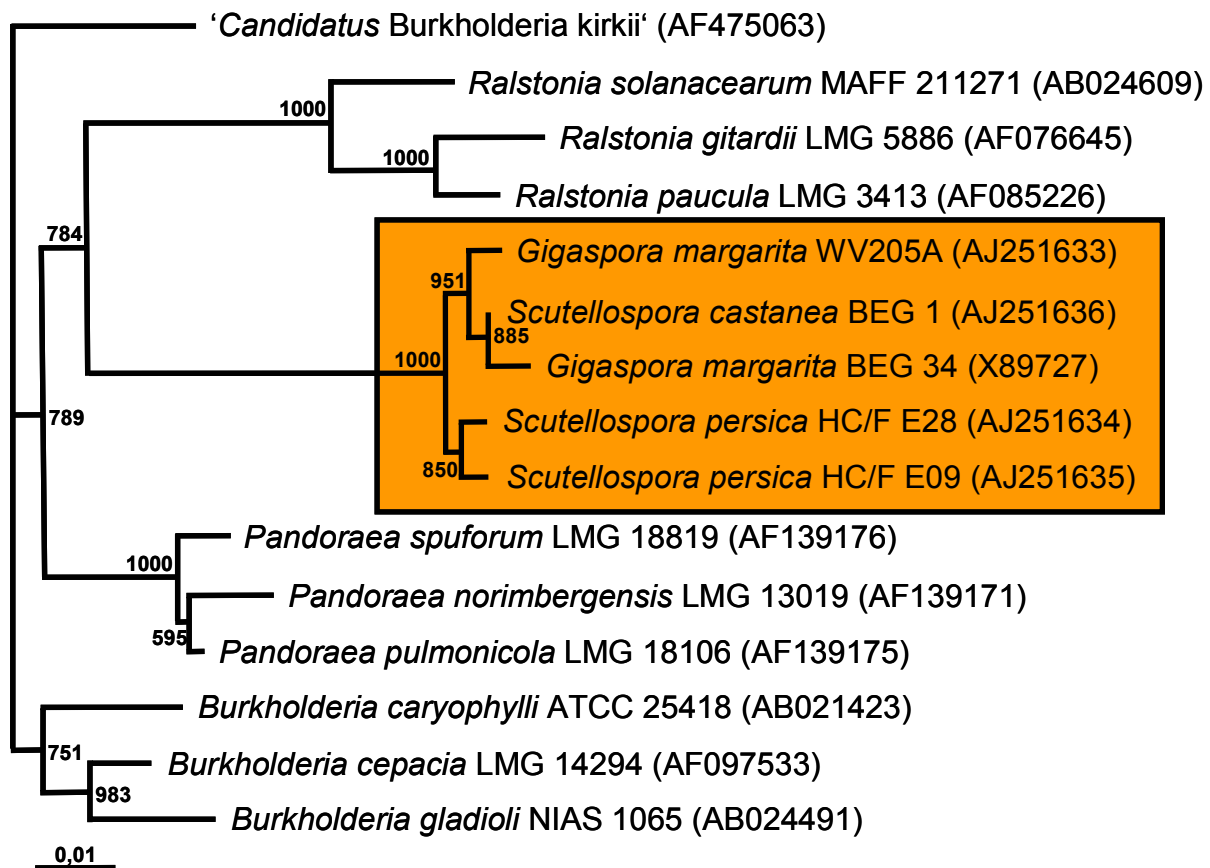 ‘Candidatus Burkholderia kirkii‘ (AF475063)
Ralstonia solanacearum MAFF 211271 (AB024609)
1000
Ralstonia gitardii LMG 5886 (AF076645)
1000
Ralstonia paucula LMG 3413 (AF085226)
784
Gigaspora margarita WV205A (AJ251633)
951
Scutellospora castanea BEG 1 (AJ251636)
885
1000
Gigaspora margarita BEG 34 (X89727)
789
Scutellospora persica HC/F E28 (AJ251634)
850
Scutellospora persica HC/F E09 (AJ251635)
Pandoraea spuforum LMG 18819 (AF139176)
1000
Pandoraea norimbergensis LMG 13019 (AF139171)
595
Pandoraea pulmonicola LMG 18106 (AF139175)
Burkholderia caryophylli ATCC 25418 (AB021423)
751
Burkholderia cepacia LMG 14294 (AF097533)
983
Burkholderia gladioli NIAS 1065 (AB024491)
0,01